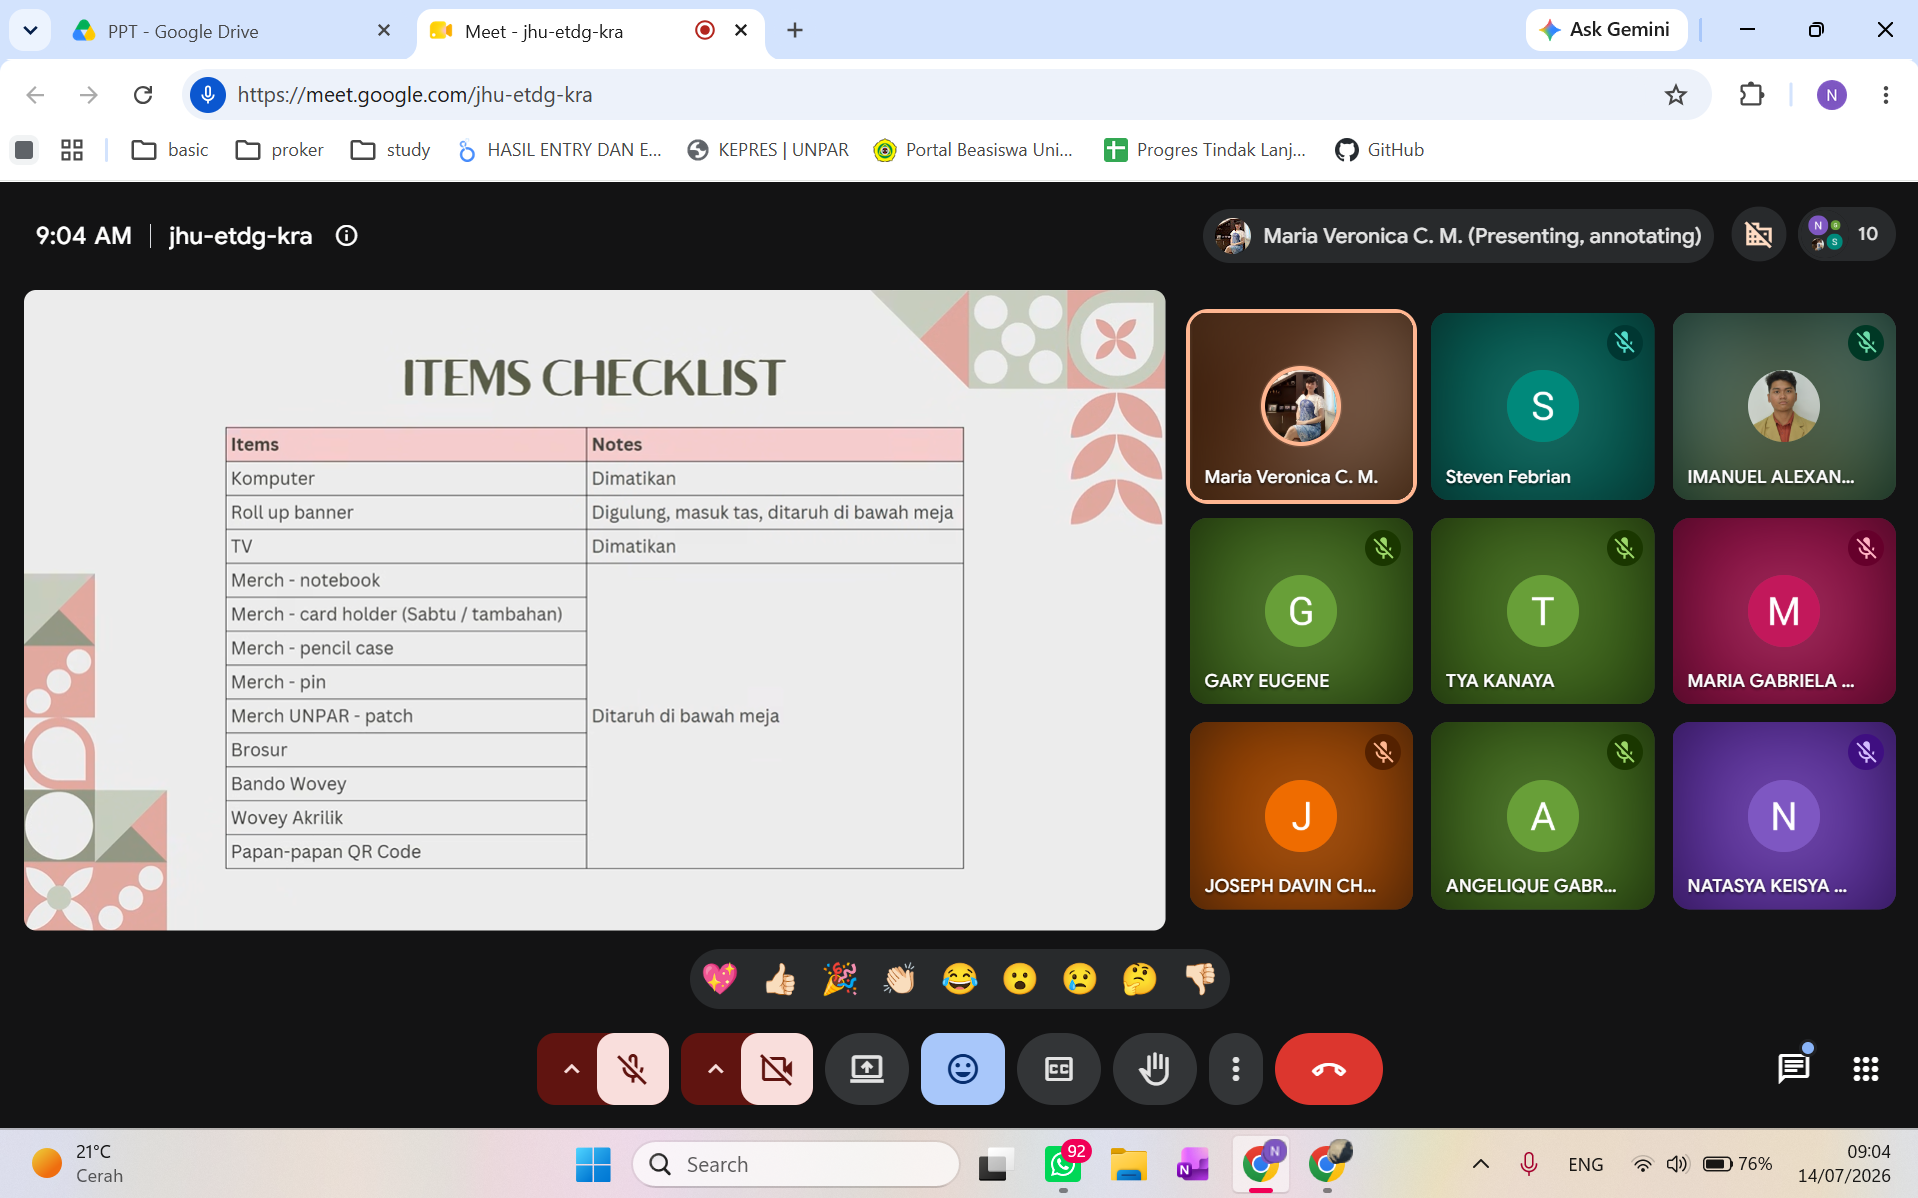 PPT - Google Drive
Meet - jhu-etdg-kra
Ask Gemini
https://meet.google.com/jhu-etdg-kra
N
basic
proker
study
HASIL ENTRY DAN E...
KEPRES | UNPAR
Portal Beasiswa Uni...
Progres Tindak Lanj...
GitHub
9:04 AM
jhu-etdg-kra
Maria Veronica C. M. (Presenting, annotating)
N
S
10
ITEMS CHECKLIST
Items Notes
Komputer Dimatikan
Roll up banner Digulung, masuk tas, ditaruh di bawah meja
TV Dimatikan
Merch - notebook
Merch - card holder (Sabtu / tambahan)
Merch - pencil case
Merch - pin
Merch UNPAR - patch Ditaruh di bawah meja
Brosur
Bando Wovey
Wovey Akrilik
Papan-papan QR Code
Maria Veronica C. M.
S
Steven Febrian
IMANUEL ALEXAN...
G
GARY EUGENE
T
TYA KANAYA
M
MARIA GABRIELA ...
J
JOSEPH DAVIN CH...
A
ANGELIQUE GABR...
N
NATASYA KEISYA ...
CC
21°C
Cerah
Search
92
N
N
ENG
76%
09:04
14/07/2026